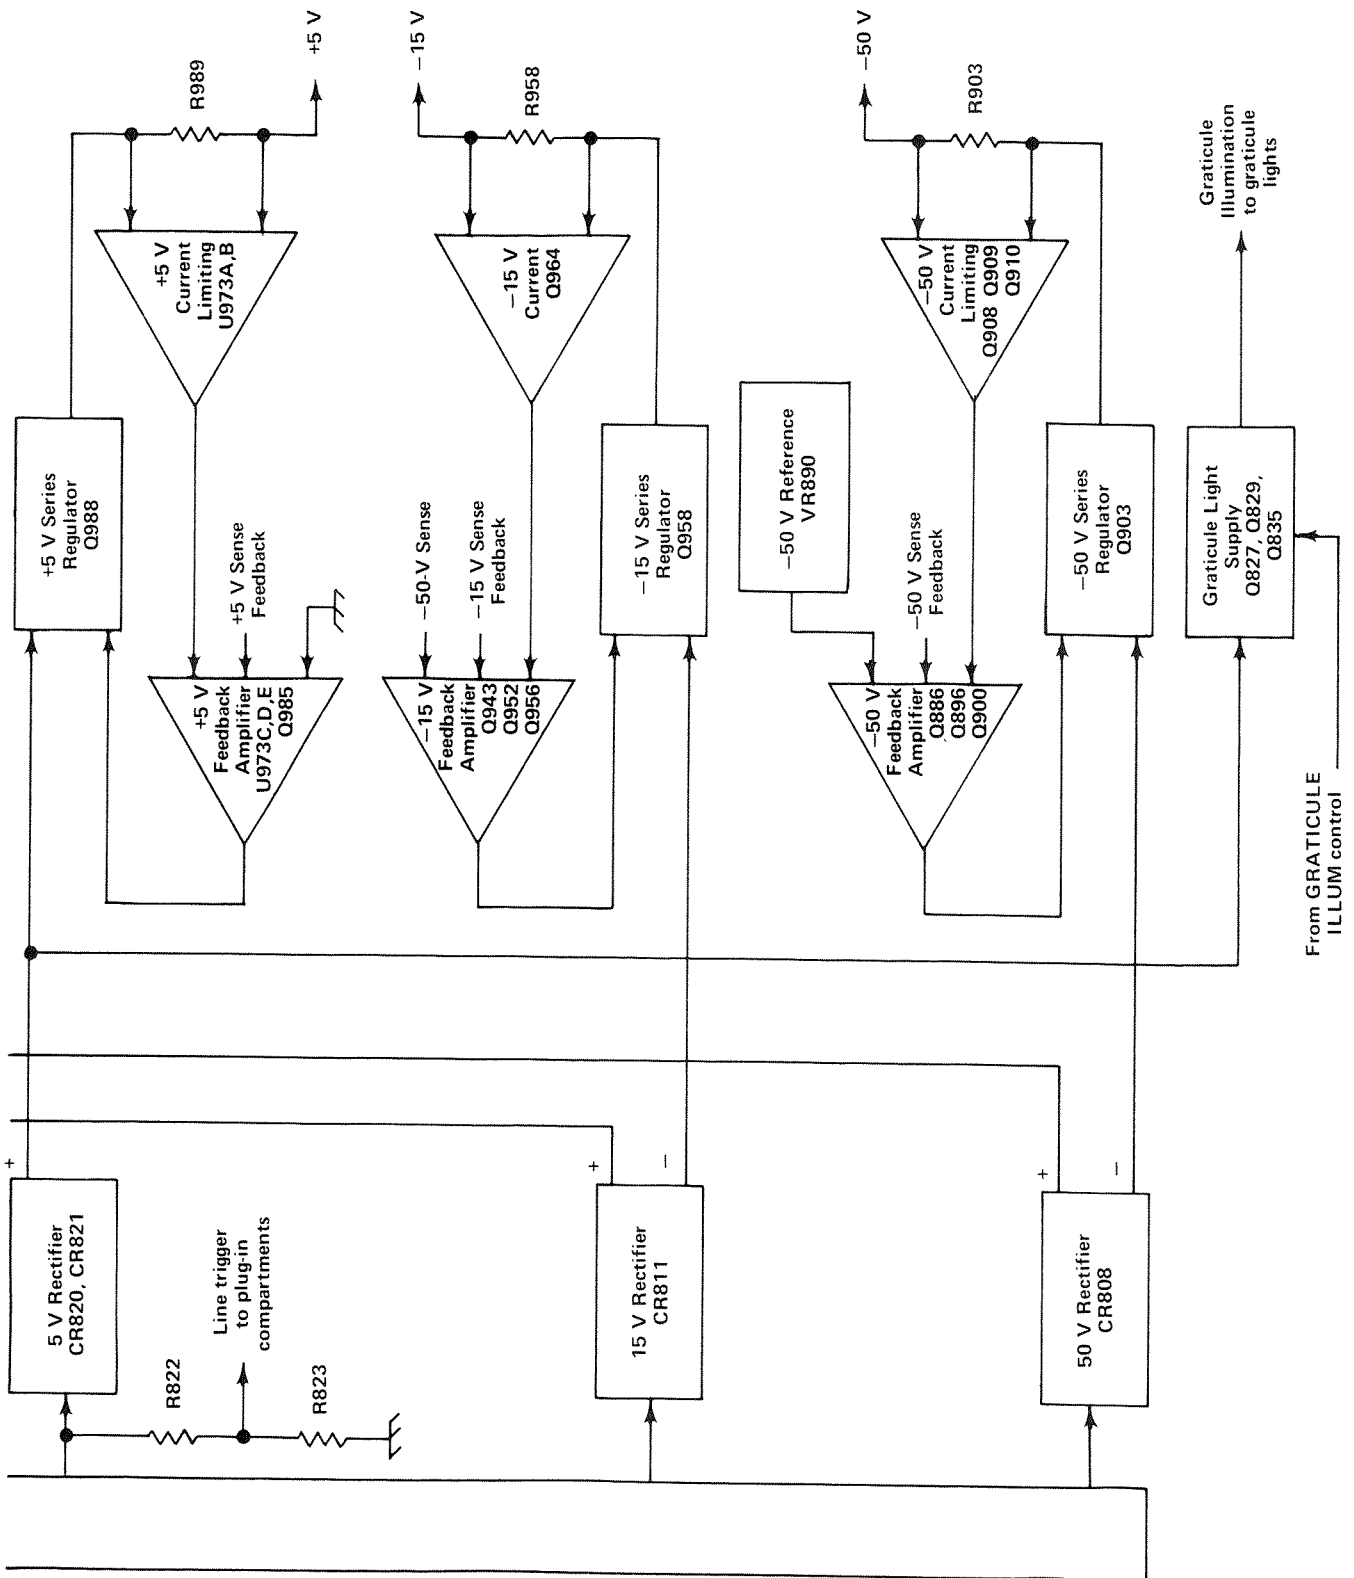 5 V Rectifier
CR820, CR821
+
R822
Line trigger
to plug-in
compartments
R823
+5 V Series
Regulator
Q988
+5 V
Feedback
Amplifier
U973C,D,E
Q985
+5 V Sense
Feedback
+5 V
Current
Limiting
U973A,B
R989
+5 V
15 V Rectifier
CR811
+
—
—15 V
Feedback
Amplifier
Q943
Q952
Q956
—50-V Sense
—15 V Sense
Feedback
—15 V Series
Regulator
Q958
—15 V
Current
Q964
—15 V
R958
50 V Rectifier
CR808
+
—
—50 V Reference
VR890
—50 V
Feedback
Amplifier
Q886
Q896
Q900
—50 V Sense
Feedback
—50 V Series
Regulator
Q903
—50 V
Current
Limiting
Q908 Q909
Q910
—50 V
R903
Graticule Light
Supply
Q827, Q829,
Q835
Graticule
Illumination
to graticule
lights
From GRATICULE
ILLUM control